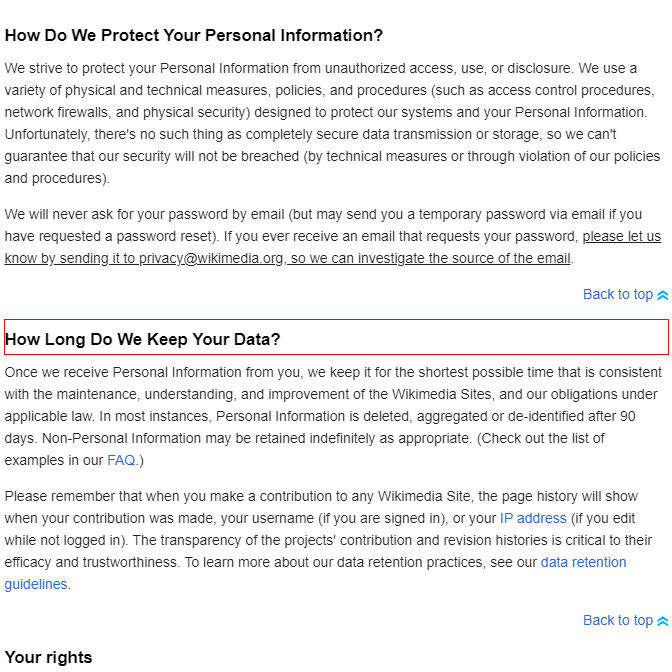 How Do We Protect Your Personal Information?
We strive to protect your Personal Information from unauthorized access, use, or disclosure. We use a
variety of physical and technical measures, policies, and procedures (such as access control procedures,
network firewalls, and physical security) designed to protect our systems and your Personal Information.
Unfortunately, there's no such thing as completely secure data transmission or storage, so we can't
guarantee that our security will not be breached (by technical measures or through violation of our policies
and procedures).
We will never ask for your password by email (but may send you a temporary password via email if you
have requested a password reset). If you ever receive an email that requests your password, please let us
know by sending it to privacy@wikimedia.org, so we can investigate the source of the email.
Back to top
How Long Do We Keep Your Data?
Once we receive Personal Information from you, we keep it for the shortest possible time that is consistent
with the maintenance, understanding, and improvement of the Wikimedia Sites, and our obligations under
applicable law. In most instances, Personal Information is deleted, aggregated or de-identified after 90
days. Non-Personal Information may be retained indefinitely as appropriate. (Check out the list of
examples in our FAQ.)
Please remember that when you make a contribution to any Wikimedia Site, the page history will show
when your contribution was made, your username (if you are signed in), or your IP address (if you edit
while not logged in). The transparency of the projects' contribution and revision histories is critical to their
efficacy and trustworthiness. To learn more about our data retention practices, see our data retention
guidelines.
Back to top
Your rights